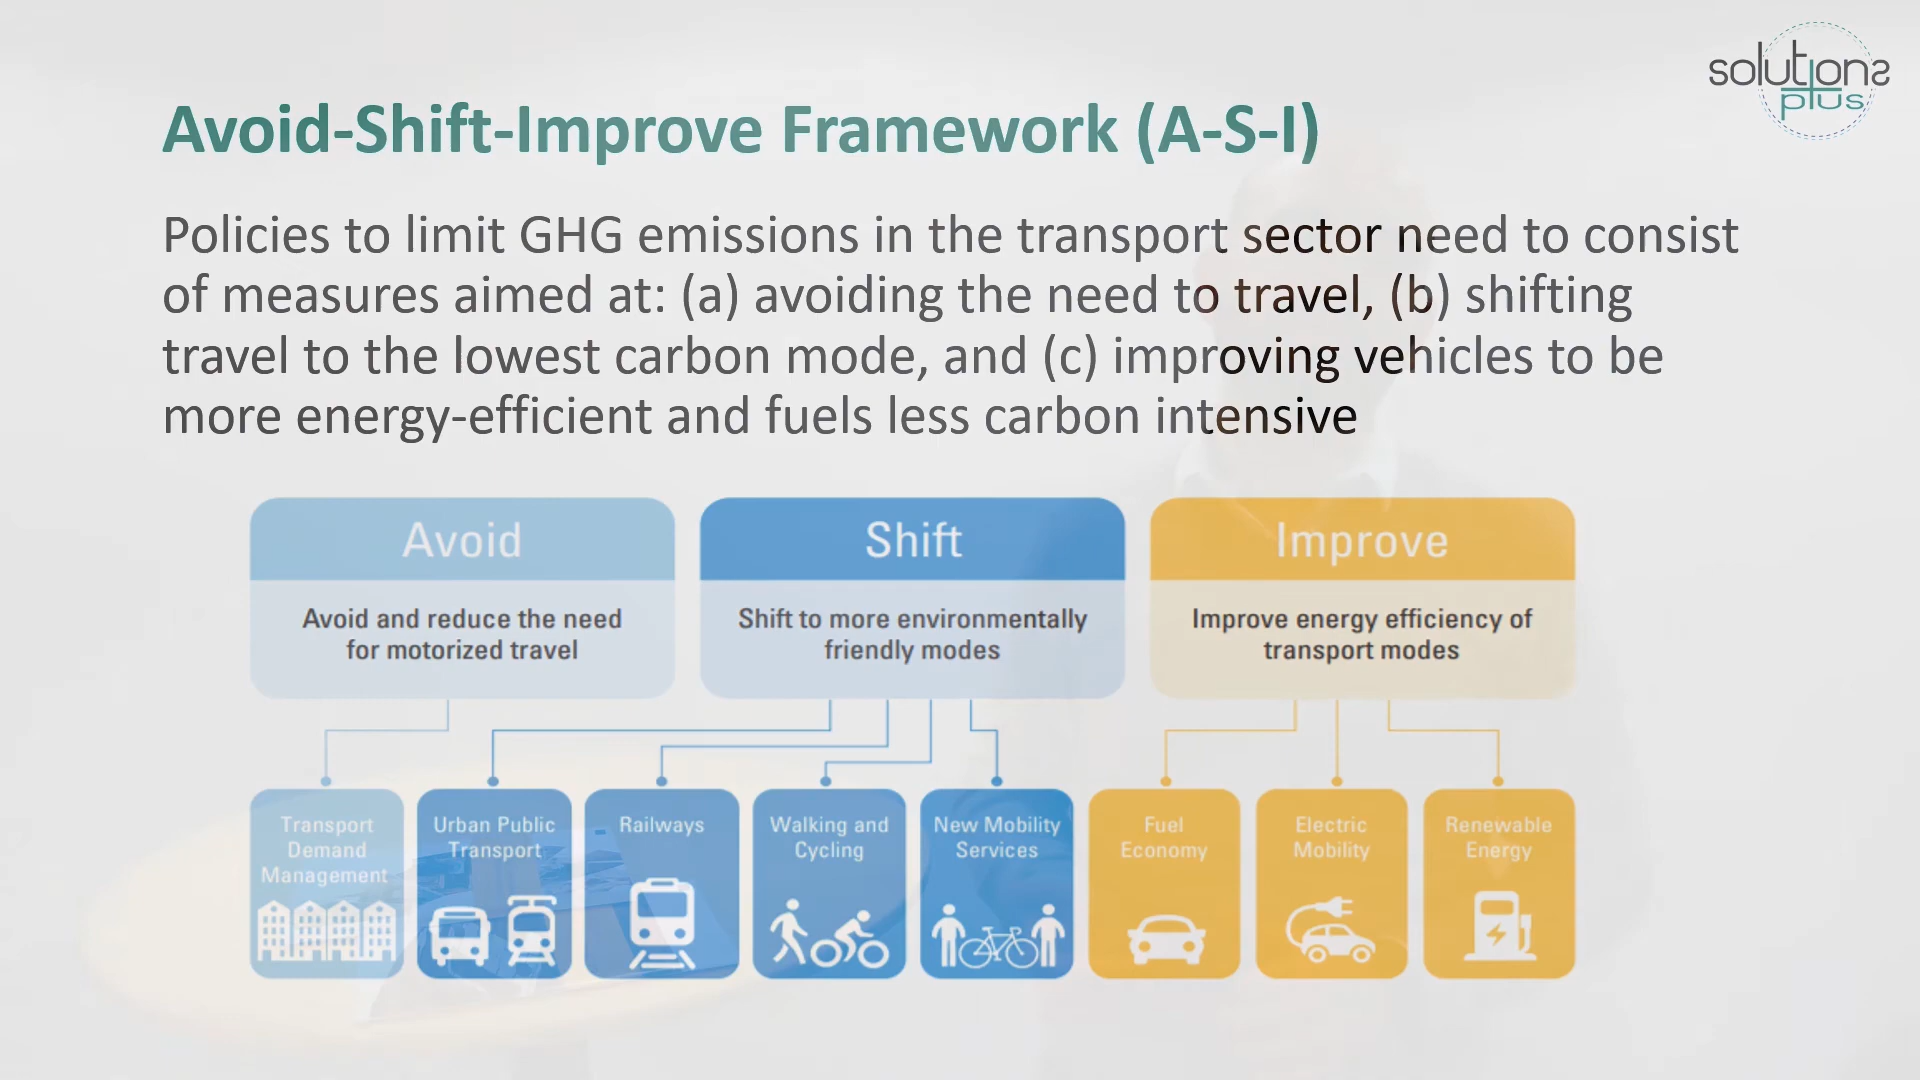 solutions
plus
Avoid-Shift-Improve Framework (A-S-I)
Policies to limit GHG emissions in the transport sector need to consist
of measures aimed at: (a) avoiding the need to travel, (b) shifting
travel to the lowest carbon mode, and (c) improving vehicles to be
more energy-efficient and fuels less carbon intensive
Avoid
Avoid and reduce the need
for motorized travel
Shift
Shift to more environmentally
friendly modes
Improve
Improve energy efficiency of
transport modes
Transport
Demand
Management
Urban Public
Transport
Railways
Walking and
Cycling
New Mobility
Services
Fuel
Economy
Electric
Mobility
Renewable
Energy